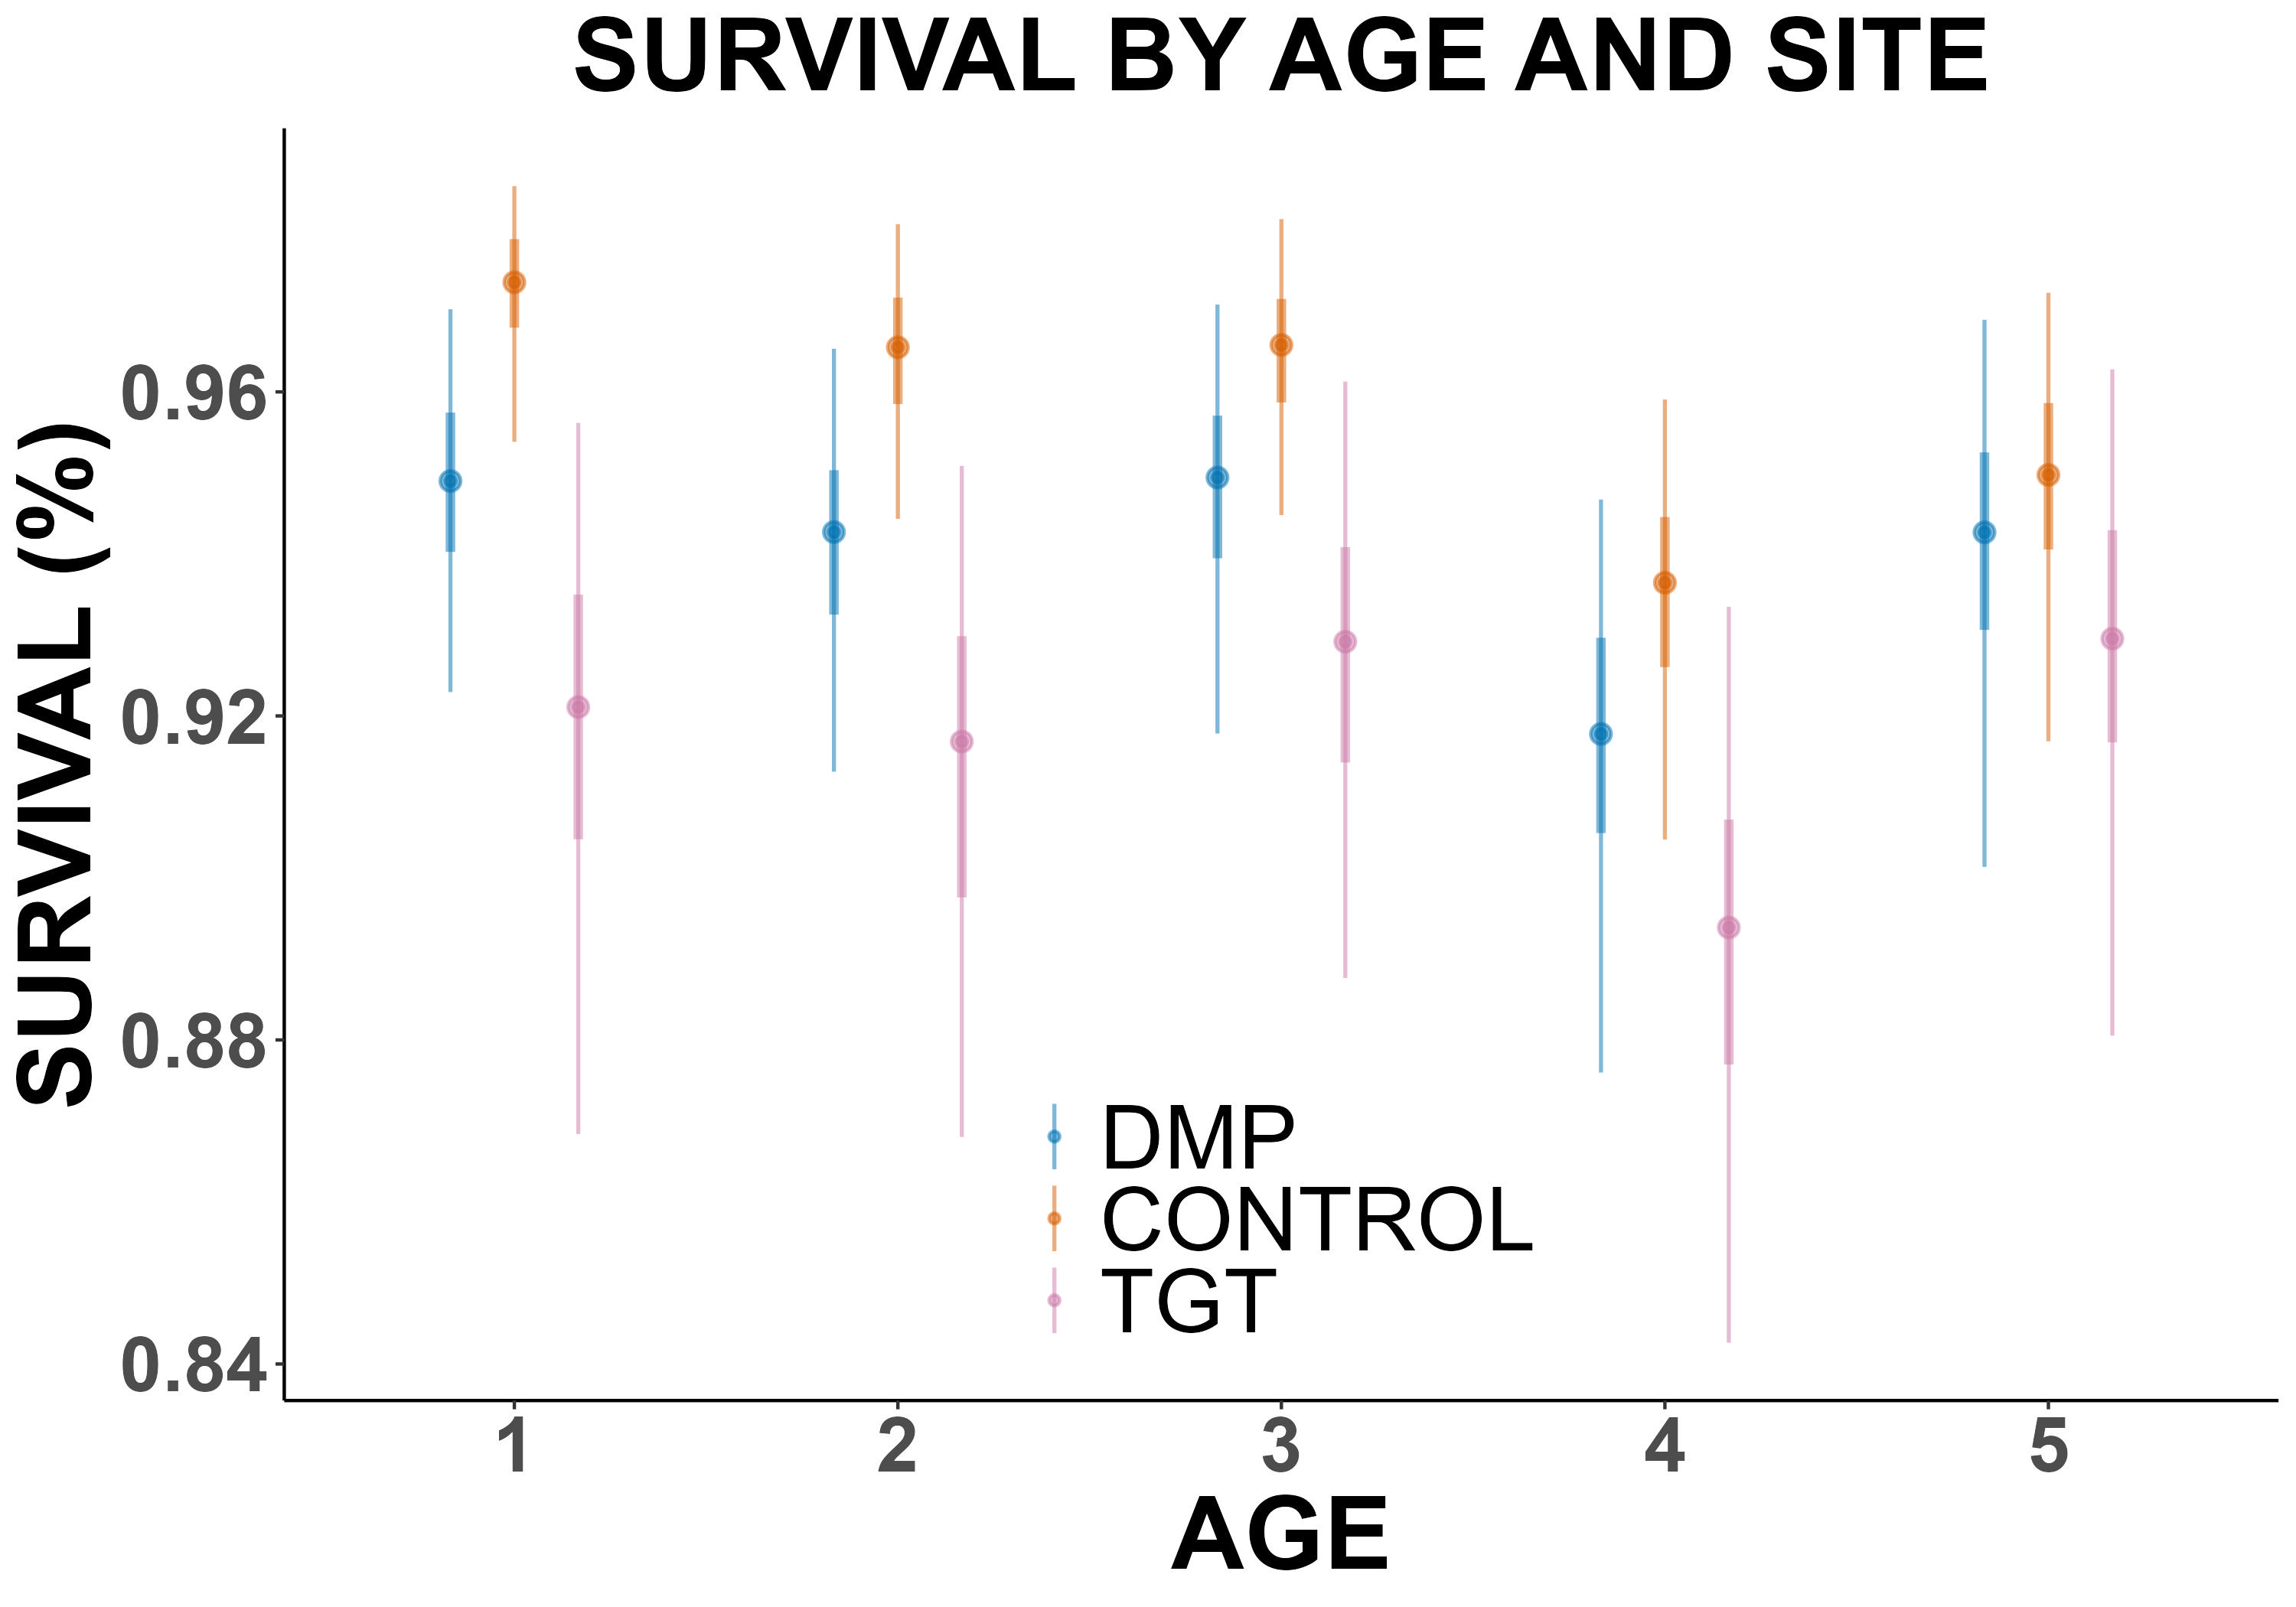 SURVIVAL BY AGE AND SITE
SURVIVAL (%)
0.96
0.92
0.88
0.84
DMP
CONTROL
TGT
1 2 3 4 5
AGE